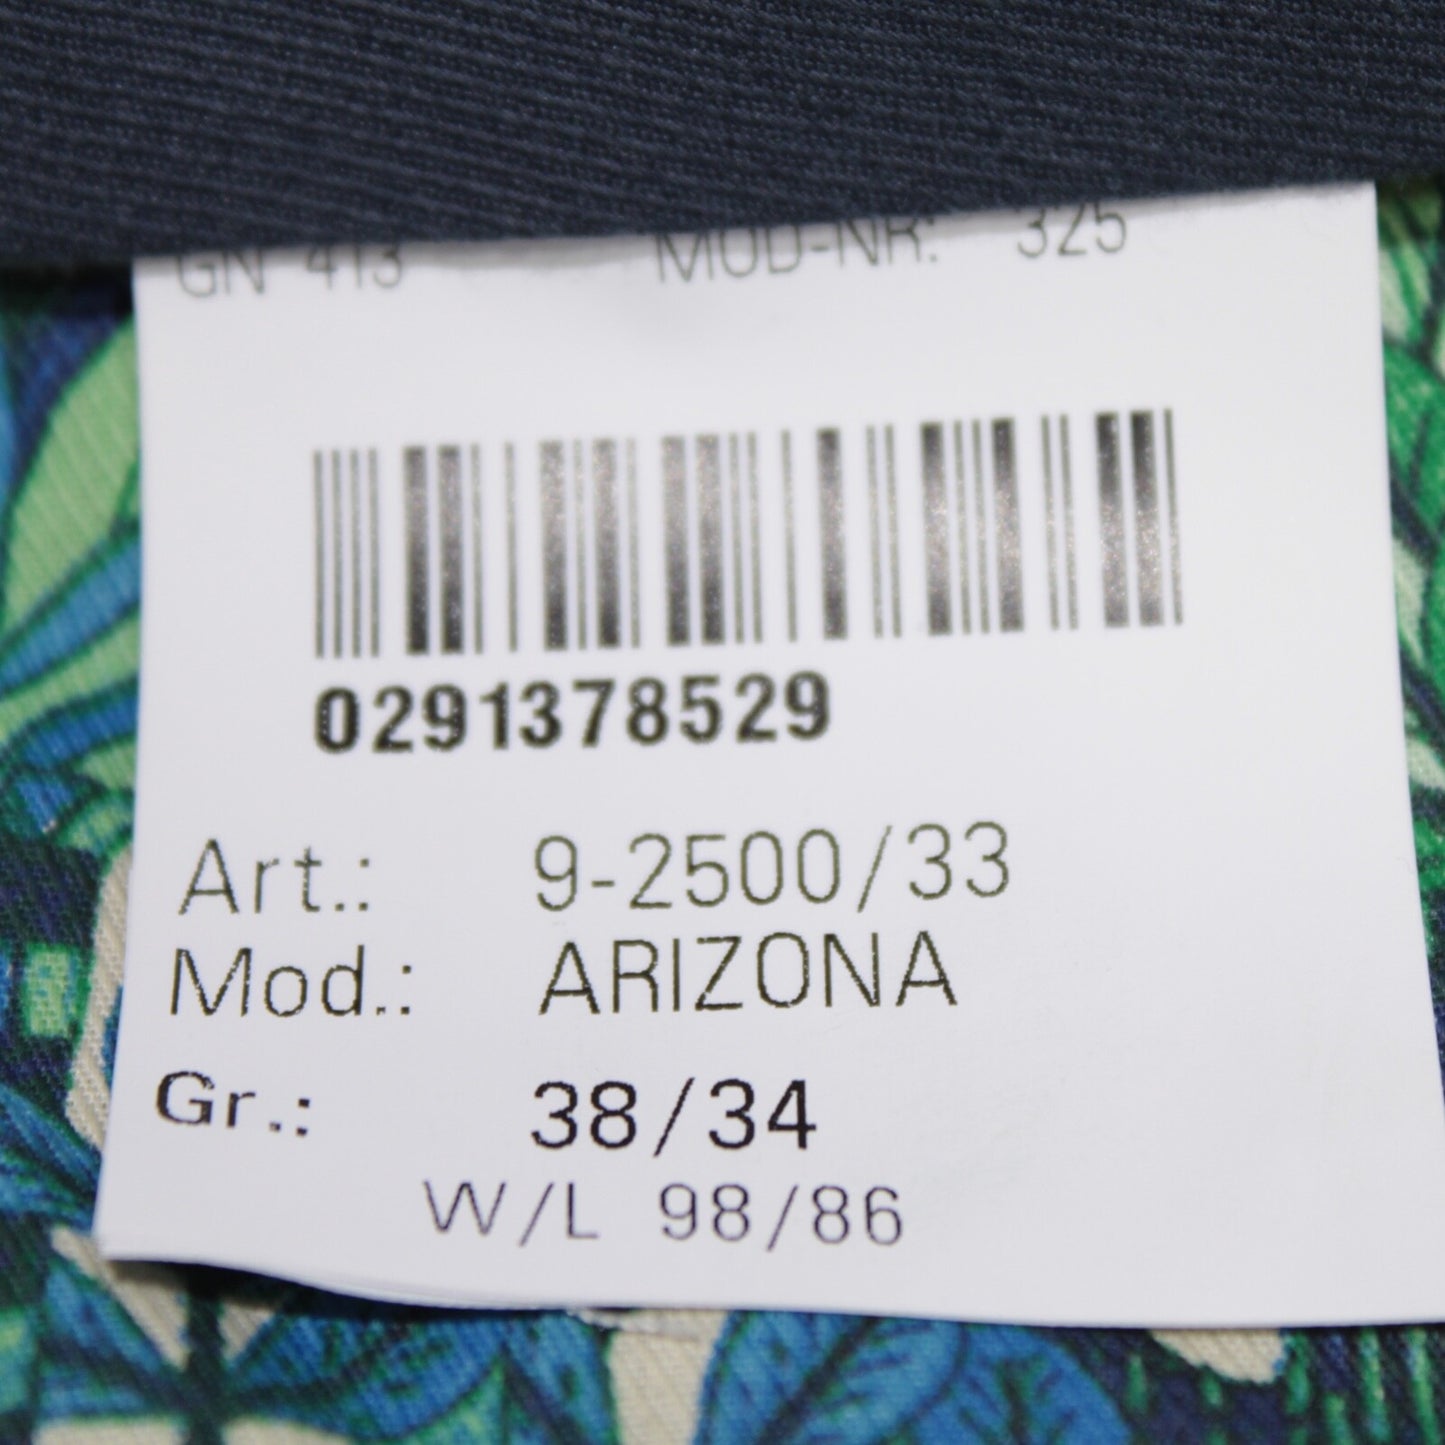 GN 413 MOD-NR: 325
0291378529
Art.: 9-2500/33
Mod.: ARIZONA
Gr.: 38/34
W/L 98/86